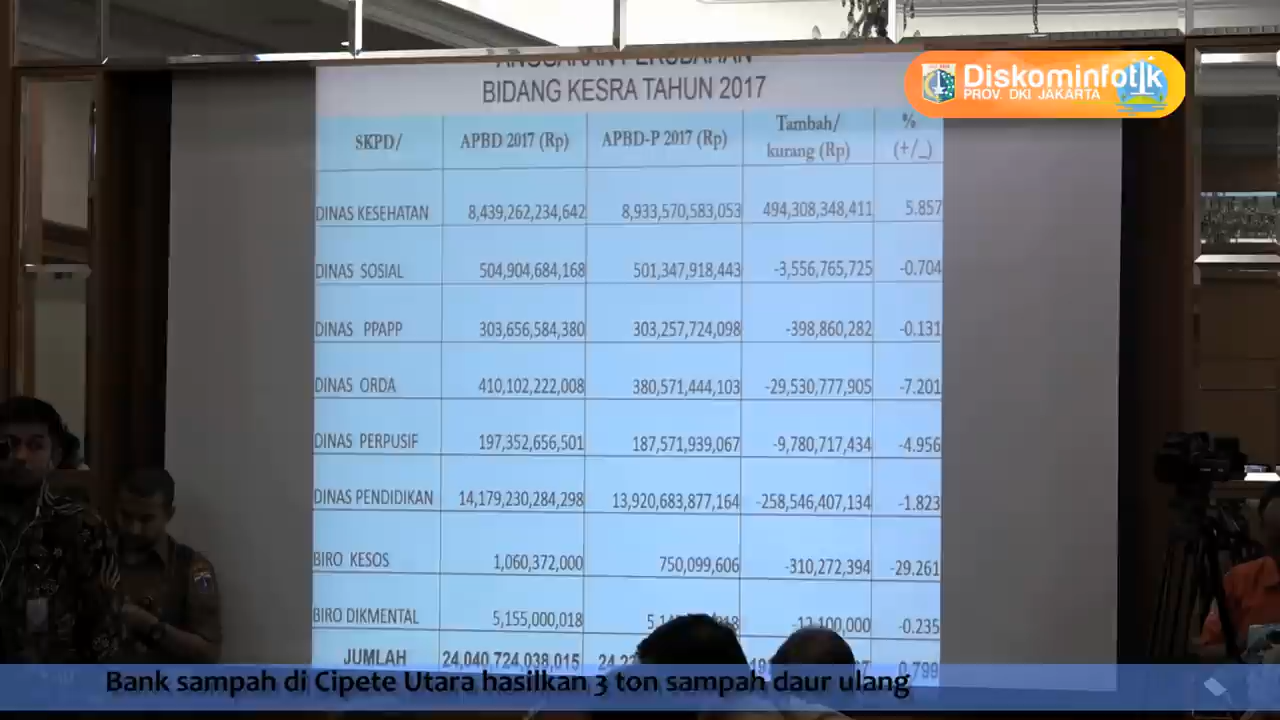 ANGGARAN PERUBAHAN
BIDANG KESRA TAHUN 2017
Diskominfotik
PROV. DKI JAKARTA
SKPD/ APBD 2017 (Rp) APBD-P 2017 (Rp) Tambah/ kurang (Rp) % (+/_)
DINAS KESEHATAN 8,439,262,234,642 8,933,570,583,053 494,308,348,411 5.857
DINAS SOSIAL 504,904,684,168 501,347,918,443 -3,556,765,725 -0.704
DINAS PPAPP 303,656,584,380 303,257,724,098 -398,860,282 -0.131
DINAS ORDA 410,102,222,008 380,571,444,103 -29,530,777,905 -7.201
DINAS PERPUSIF 197,352,656,501 187,571,939,067 -9,780,717,434 -4.956
DINAS PENDIDIKAN 14,179,230,284,298 13,920,683,877,164 -258,546,407,134 -1.823
BIRO KESOS 1,060,372,000 750,099,606 -310,272,394 -29.261
BIRO DIKMENTAL 5,155,000,018 -12,100,000 -0.235
JUMLAH 24,040,724,038,015 0.799
Bank sampah di Cipete Utara hasilkan 3 ton sampah daur ulang